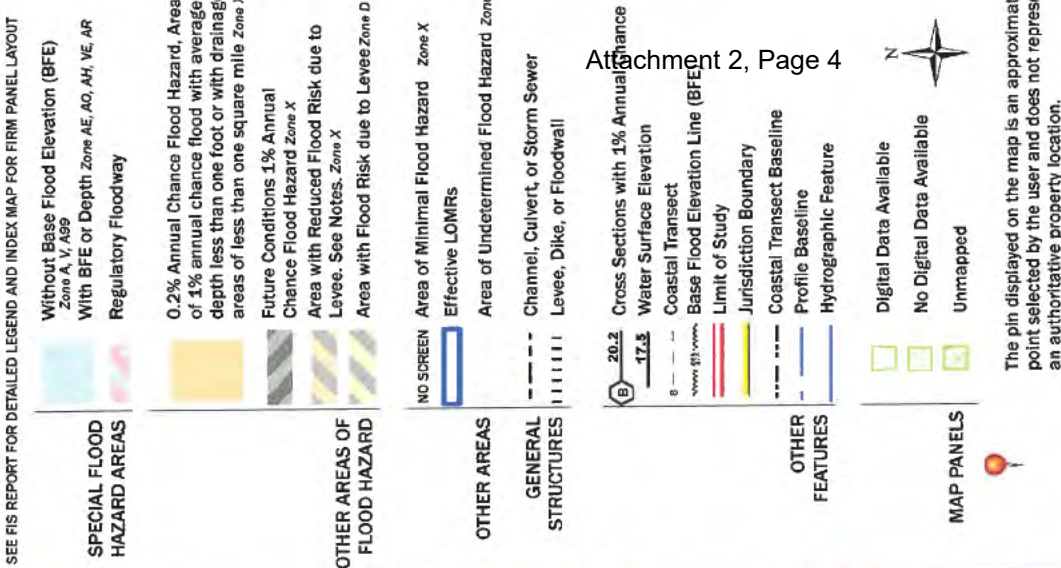 Attachment 2, Page 4
SEE FIS REPORT FOR DETAILED LEGEND AND INDEX MAP FOR FIRM PANEL LAYOUT
SPECIAL FLOOD
HAZARD AREAS
Without Base Flood Elevation (BFE)
Zone A, V, A99
With BFE or Depth Zone AE, AO, AH, VE, AR
Regulatory Floodway
OTHER AREAS OF
FLOOD HAZARD
0.2% Annual Chance Flood Hazard, Area
of 1% annual chance flood with average
depth less than one foot or with drainag
areas of less than one square mile Zone
Future Conditions 1% Annual
Chance Flood Hazard Zone X
Area with Reduced Flood Risk due to
Levee. See Notes. Zone X
Area with Flood Risk due to Levee Zone D
OTHER AREAS
NO SCREEN Area of Minimal Flood Hazard Zone X
Effective LOMRs
Area of Undetermined Flood Hazard Zone
GENERAL
STRUCTURES
Channel, Culvert, or Storm Sewer
Levee, Dike, or Floodwall
B 20.2 Cross Sections with 1% Annual Chance
17.5 Water Surface Elevation
8 Coastal Transect
Base Flood Elevation Line (BFE)
Limit of Study
Jurisdiction Boundary
Coastal Transect Baseline
OTHER
FEATURES
Profile Baseline
Hydrographic Feature
MAP PANELS
Digital Data Available
No Digital Data Available
Unmapped
N
The pin displayed on the map is an approximat
point selected by the user and does not represe
an authoritative property location.